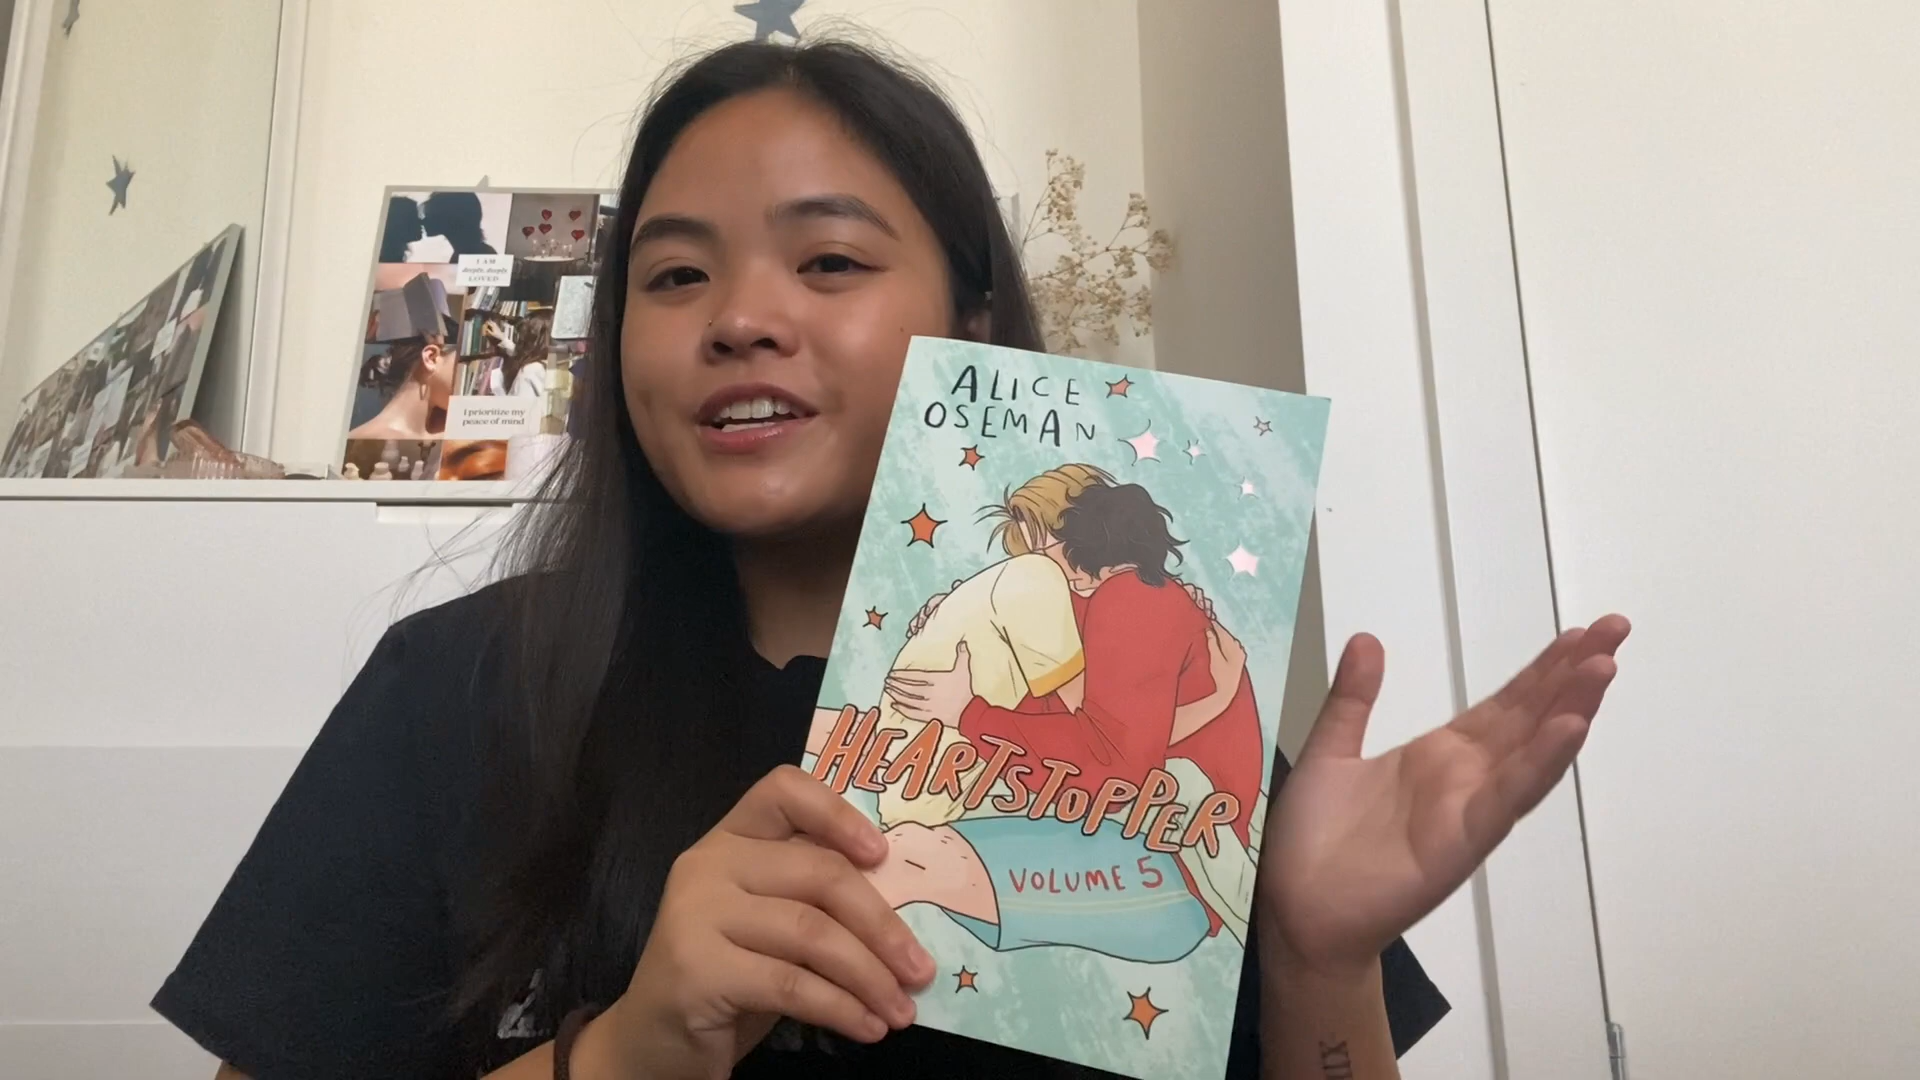 I AM
deeply, deeply
LOVED
I prioritize my
peace of mind
ALICE
OSEMAN
HEARTSTOPPER
VOLUME 5